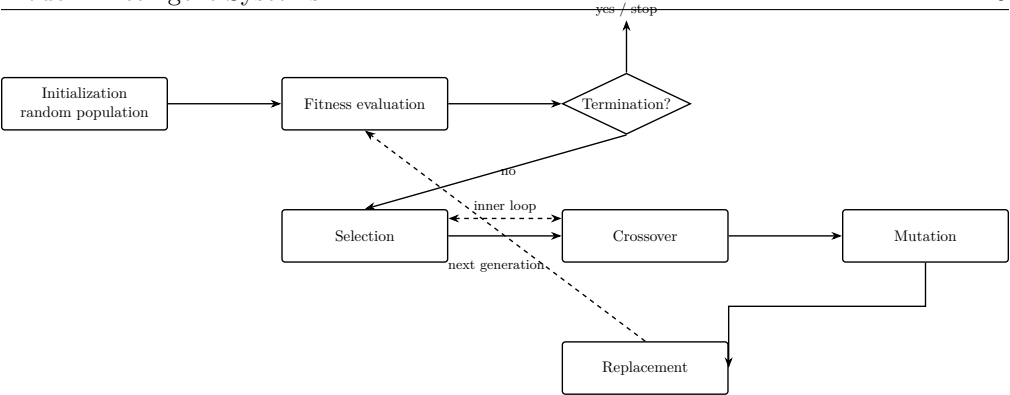 yes / stop
Initialization
random population
Fitness evaluation
Termination?
no
inner loop
Selection
Crossover
Mutation
next generation
Replacement